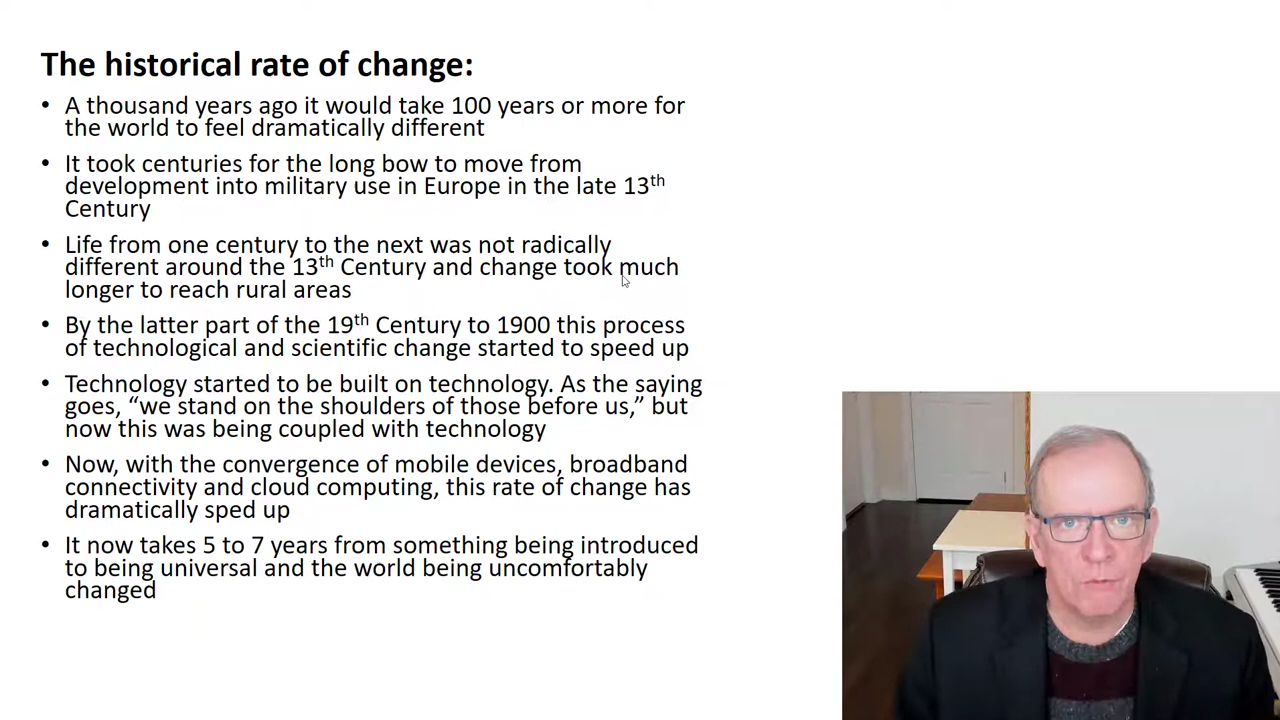 The historical rate of change:
• A thousand years ago it would take 100 years or more for
the world to feel dramatically different
• It took centuries for the long bow to move from
development into military use in Europe in the late 13th
Century
• Life from one century to the next was not radically
different around the 13th Century and change took much
longer to reach rural areas
• By the latter part of the 19th Century to 1900 this process
of technological and scientific change started to speed up
• Technology started to be built on technology. As the saying
goes, “we stand on the shoulders of those before us,” but
now this was being coupled with technology
• Now, with the convergence of mobile devices, broadband
connectivity and cloud computing, this rate of change has
dramatically sped up
• It now takes 5 to 7 years from something being introduced
to being universal and the world being uncomfortably
changed